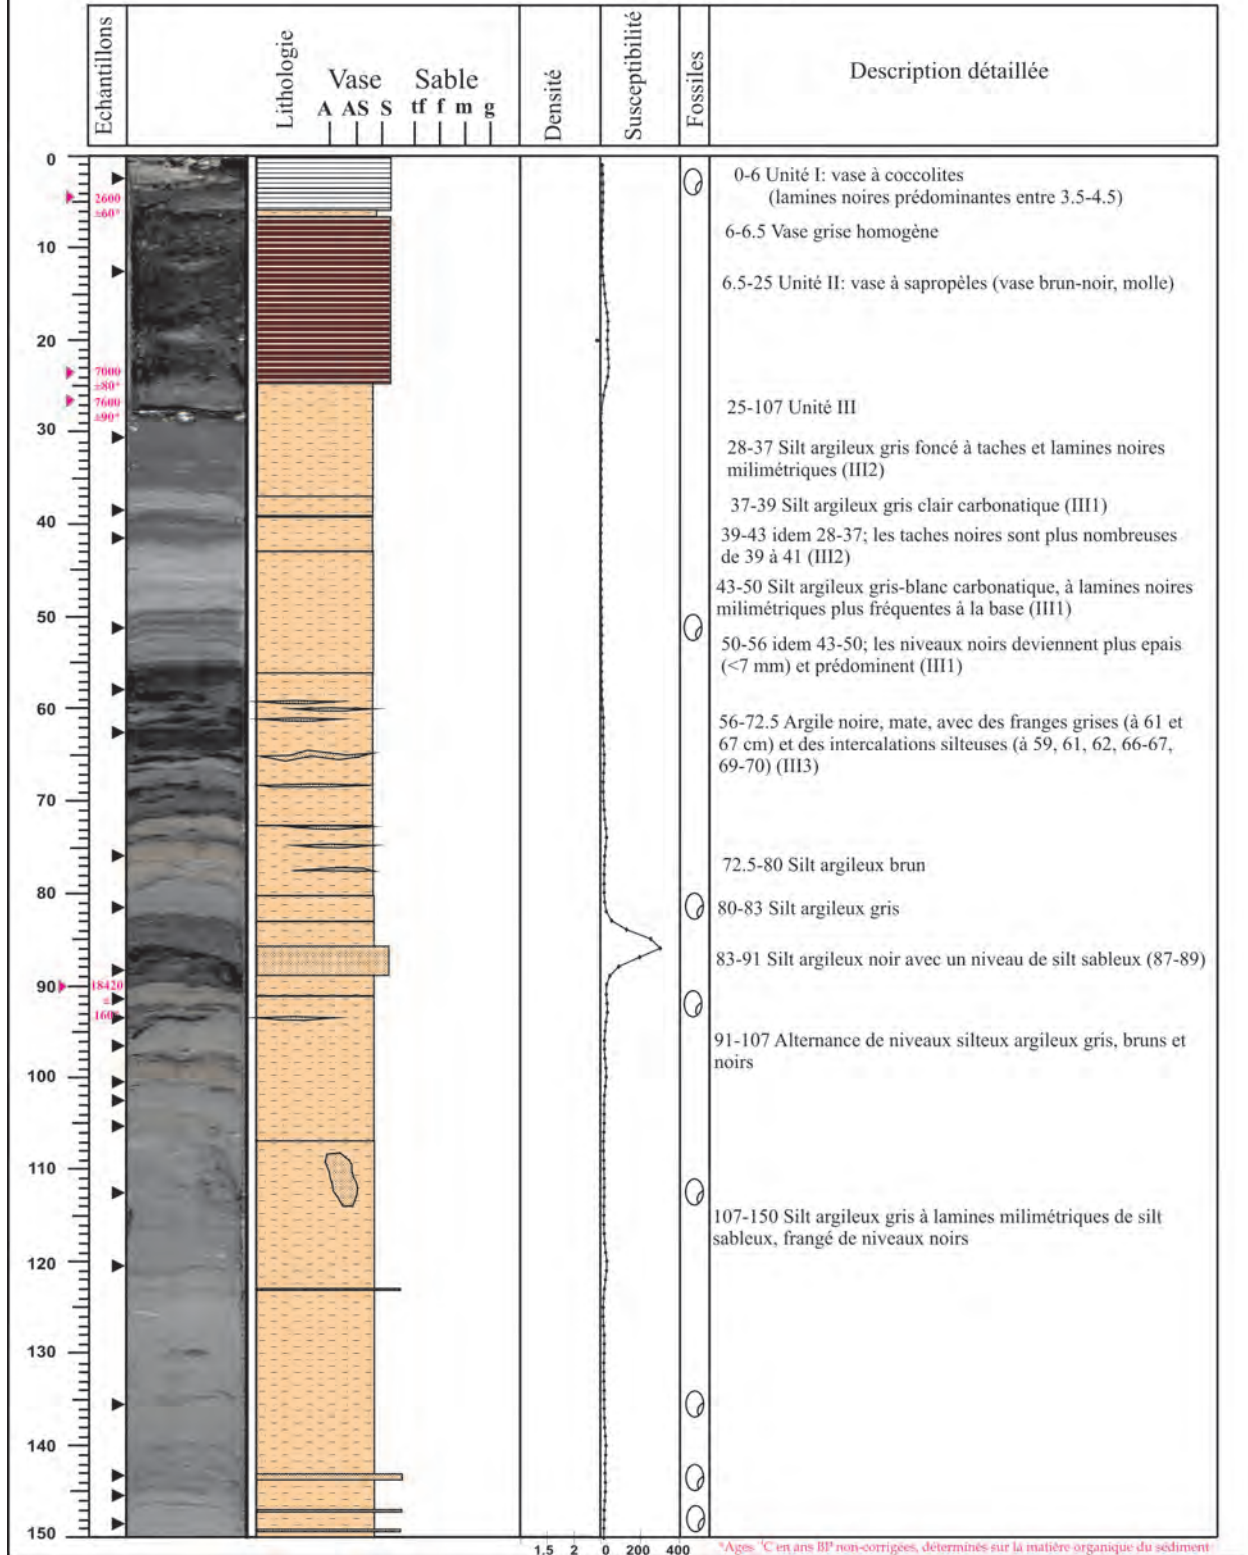 Echantillons
Lithologie
Vase
Sable
A AS S tf f m g
Densité
Susceptibilité
Fossiles
Description détaillée
0
10
20
30
40
50
60
70
80
90
100
110
120
130
140
150
2600
±60*
7000
±80*
7600
±90*
18420
±
160*
0-6 Unité I: vase à coccolites
(lamines noires prédominantes entre 3.5-4.5)
6-6.5 Vase grise homogène
6.5-25 Unité II: vase à sapropèles (vase brun-noir, molle)
25-107 Unité III
28-37 Silt argileux gris foncé à taches et lamines noires
milimétriques (III2)
37-39 Silt argileux gris clair carbonatique (III1)
39-43 idem 28-37; les taches noires sont plus nombreuses
de 39 à 41 (III2)
43-50 Silt argileux gris-blanc carbonatique, à lamines noires
milimétriques plus fréquentes à la base (III1)
50-56 idem 43-50; les niveaux noirs deviennent plus epais
(<7 mm) et prédominent (III1)
56-72.5 Argile noire, mate, avec des franges grises (à 61 et
67 cm) et des intercalations silteuses (à 59, 61, 62, 66-67,
69-70) (III3)
72.5-80 Silt argileux brun
80-83 Silt argileux gris
83-91 Silt argileux noir avec un niveau de silt sableux (87-89)
91-107 Alternance de niveaux silteux argileux gris, bruns et
noirs
107-150 Silt argileux gris à lamines milimétriques de silt
sableux, frangé de niveaux noirs
1.5 2 0 200 400
*Ages ¹⁴C en ans BP non-corrigées, déterminés sur la matière organique du sédiment